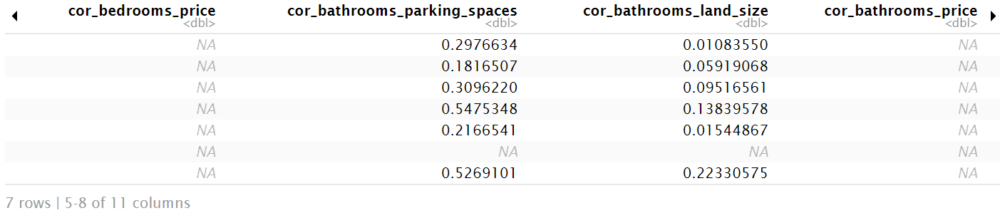 cor_bedrooms_price cor_bathrooms_parking_spaces cor_bathrooms_land_size cor_bathrooms_price
<dbl> <dbl> <dbl> <dbl>
NA 0.2976634 0.01083550 NA
NA 0.1816507 0.05919068 NA
NA 0.3096220 0.09516561 NA
NA 0.5475348 0.13839578 NA
NA 0.2166541 0.01544867 NA
NA NA NA NA
NA 0.5269101 0.22330575 NA
7 rows | 5-8 of 11 columns